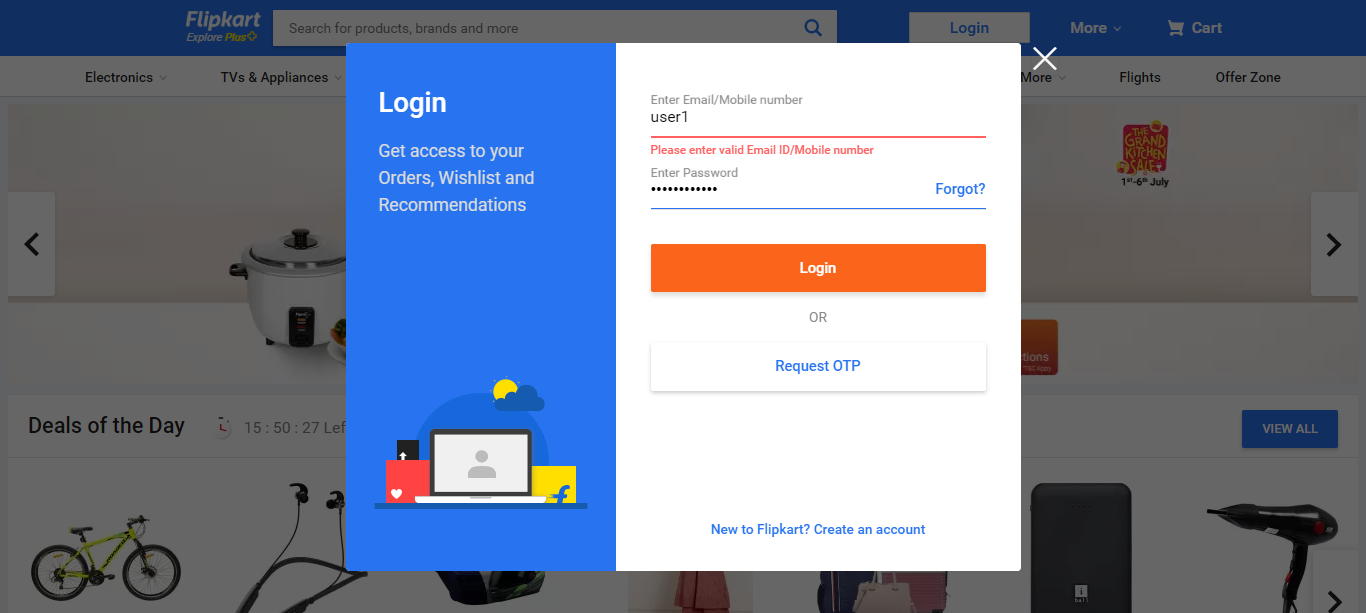 Flipkart
Explore Plus
Search for products, brands and more
Login
More
Cart
Electronics
TVs & Appliances
More
Flights
Offer Zone
Login
Get access to your
Orders, Wishlist and
Recommendations
Enter Email/Mobile number
user1
Please enter valid Email ID/Mobile number
Enter Password
••••••••••••
Forgot?
Login
OR
Request OTP
New to Flipkart? Create an account
THE
GRAND
KITCHEN
SALE
1st-6th July
Deals of the Day
15 : 50 : 27
VIEW ALL
f
ball